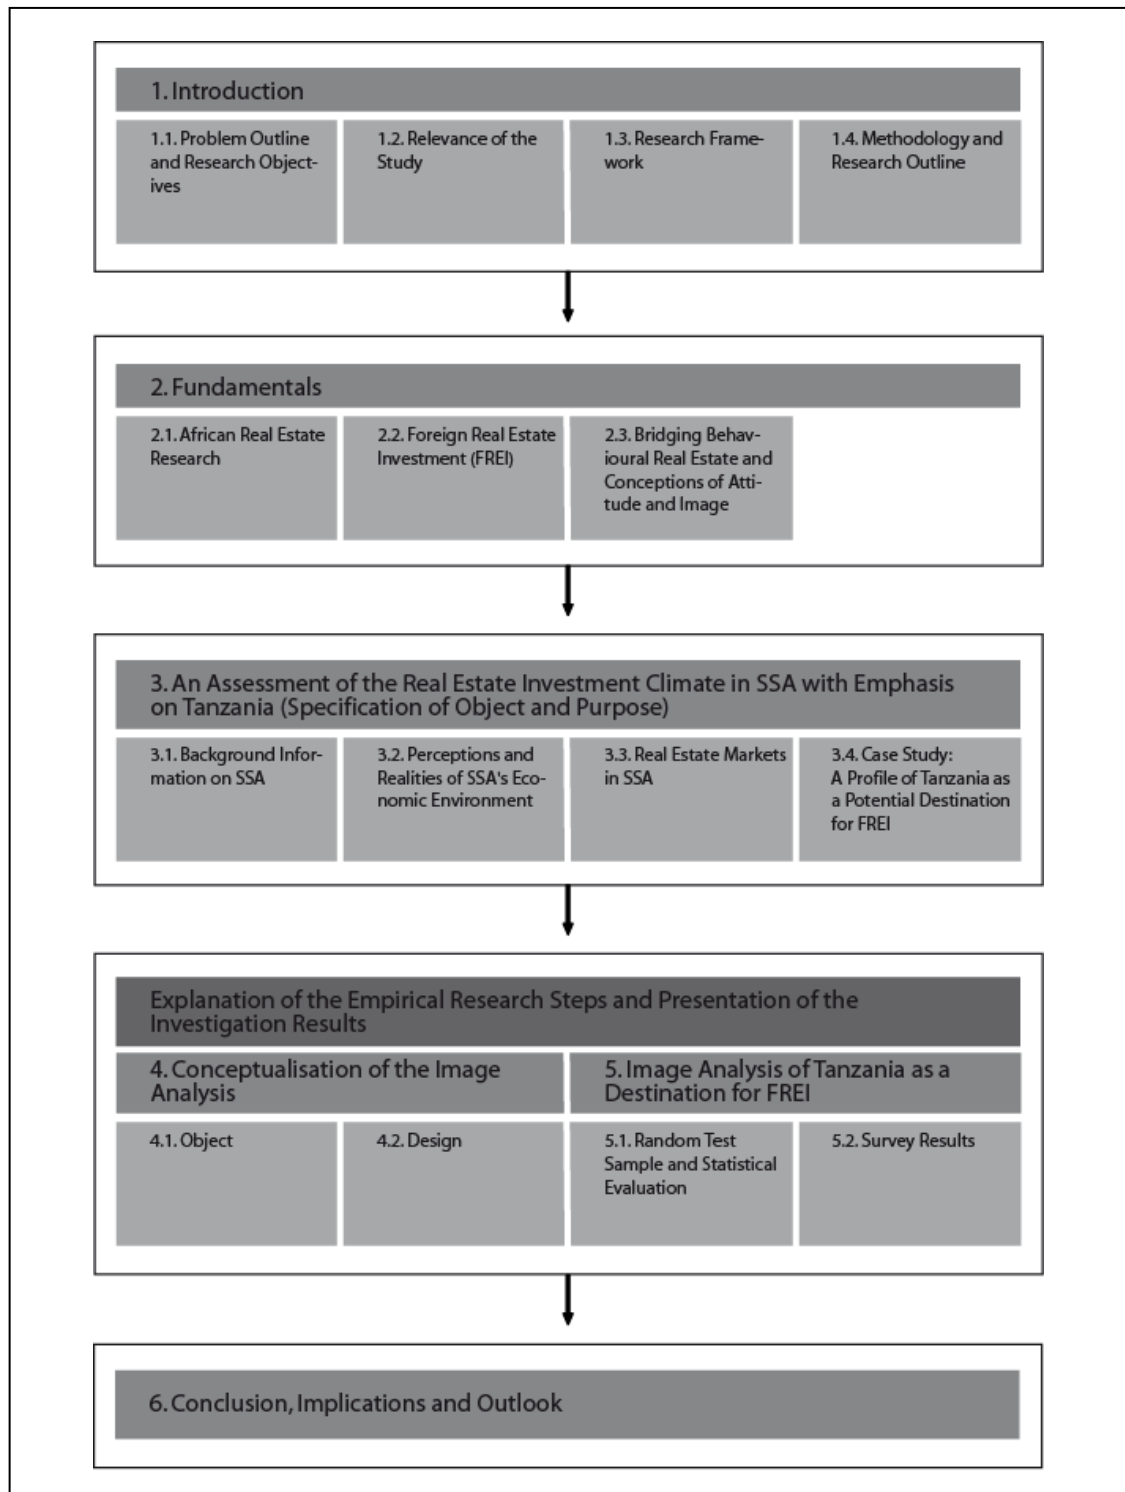 1. Introduction
1.1. Problem Outline
and Research Object-
ives
1.2. Relevance of the
Study
1.3. Research Frame-
work
1.4. Methodology and
Research Outline
2. Fundamentals
2.1. African Real Estate
Research
2.2. Foreign Real Estate
Investment (FREI)
2.3. Bridging Behav-
ioural Real Estate and
Conceptions of Atti-
tude and Image
3. An Assessment of the Real Estate Investment Climate in SSA with Emphasis
on Tanzania (Specification of Object and Purpose)
3.1. Background Infor-
mation on SSA
3.2. Perceptions and
Realities of SSA's Eco-
nomic Environment
3.3. Real Estate Markets
in SSA
3.4. Case Study:
A Profile of Tanzania as
a Potential Destination
for FREI
Explanation of the Empirical Research Steps and Presentation of the
Investigation Results
4. Conceptualisation of the Image
Analysis
5. Image Analysis of Tanzania as a
Destination for FREI
4.1. Object
4.2. Design
5.1. Random Test
Sample and Statistical
Evaluation
5.2. Survey Results
6. Conclusion, Implications and Outlook